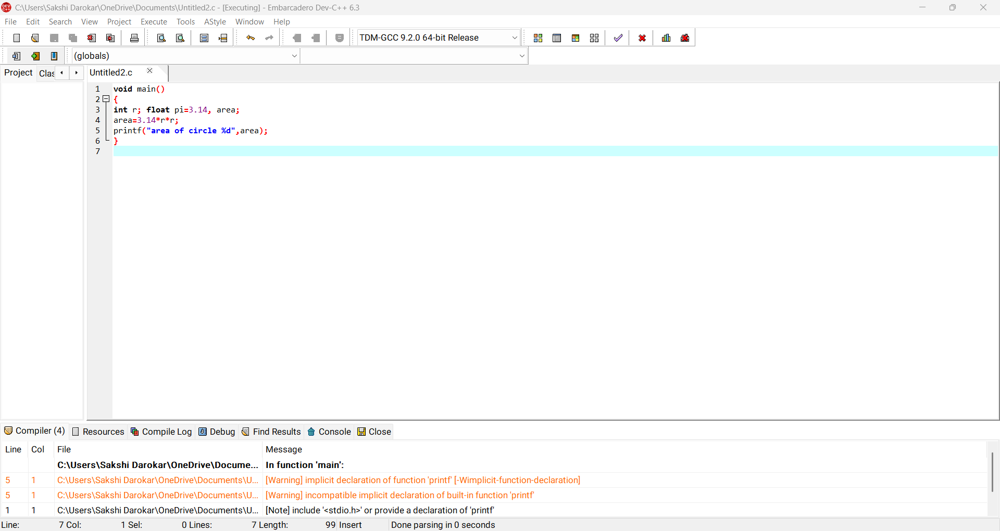 C:\Users\Sakshi Darokar\OneDrive\Documents\Untitled2.c - [Executing] - Embarcadero Dev-C++ 6.3
File Edit Search View Project Execute Tools AStyle Window Help
TDM-GCC 9.2.0 64-bit Release
(globals)
Project Clas Untitled2.c
1 void main()
2 {
3 int r; float pi=3.14, area;
4 area=3.14*r*r;
5 printf("area of circle %d",area);
6 }
7
Compiler (4) Resources Compile Log Debug Find Results Console Close
Line Col File Message
C:\Users\Sakshi Darokar\OneDrive\Docume... In function 'main':
5 1 C:\Users\Sakshi Darokar\OneDrive\Documents\U... [Warning] implicit declaration of function 'printf' [-Wimplicit-function-declaration]
5 1 C:\Users\Sakshi Darokar\OneDrive\Documents\U... [Warning] incompatible implicit declaration of built-in function 'printf'
1 1 C:\Users\Sakshi Darokar\OneDrive\Documents\U... [Note] include '<stdio.h>' or provide a declaration of 'printf'
Line: 7 Col: 1 Sel: 0 Lines: 7 Length: 99 Insert Done parsing in 0 seconds